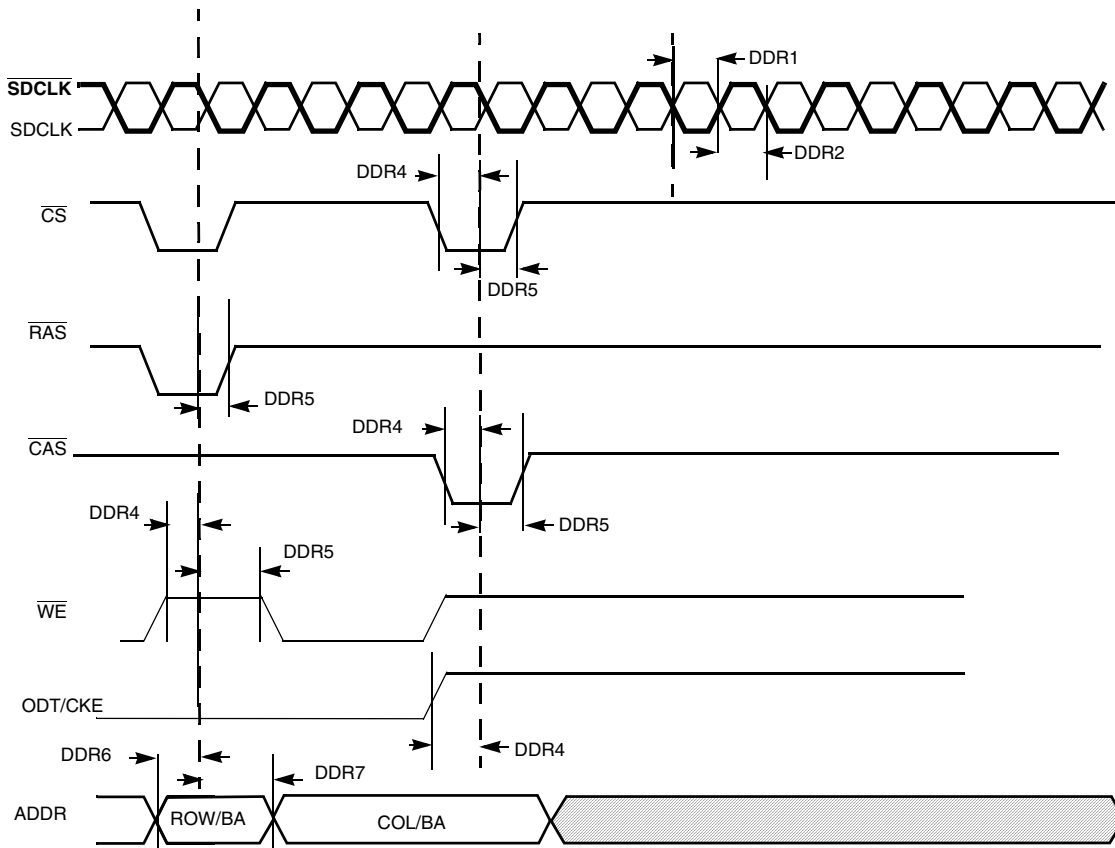 DDR1
SDCLK
SDCLK
DDR2
DDR4
CS
DDR5
RAS
DDR5
DDR4
CAS
DDR4
DDR5
DDR5
WE
ODT/CKE
DDR6
DDR4
DDR7
ADDR
ROW/BA
COL/BA